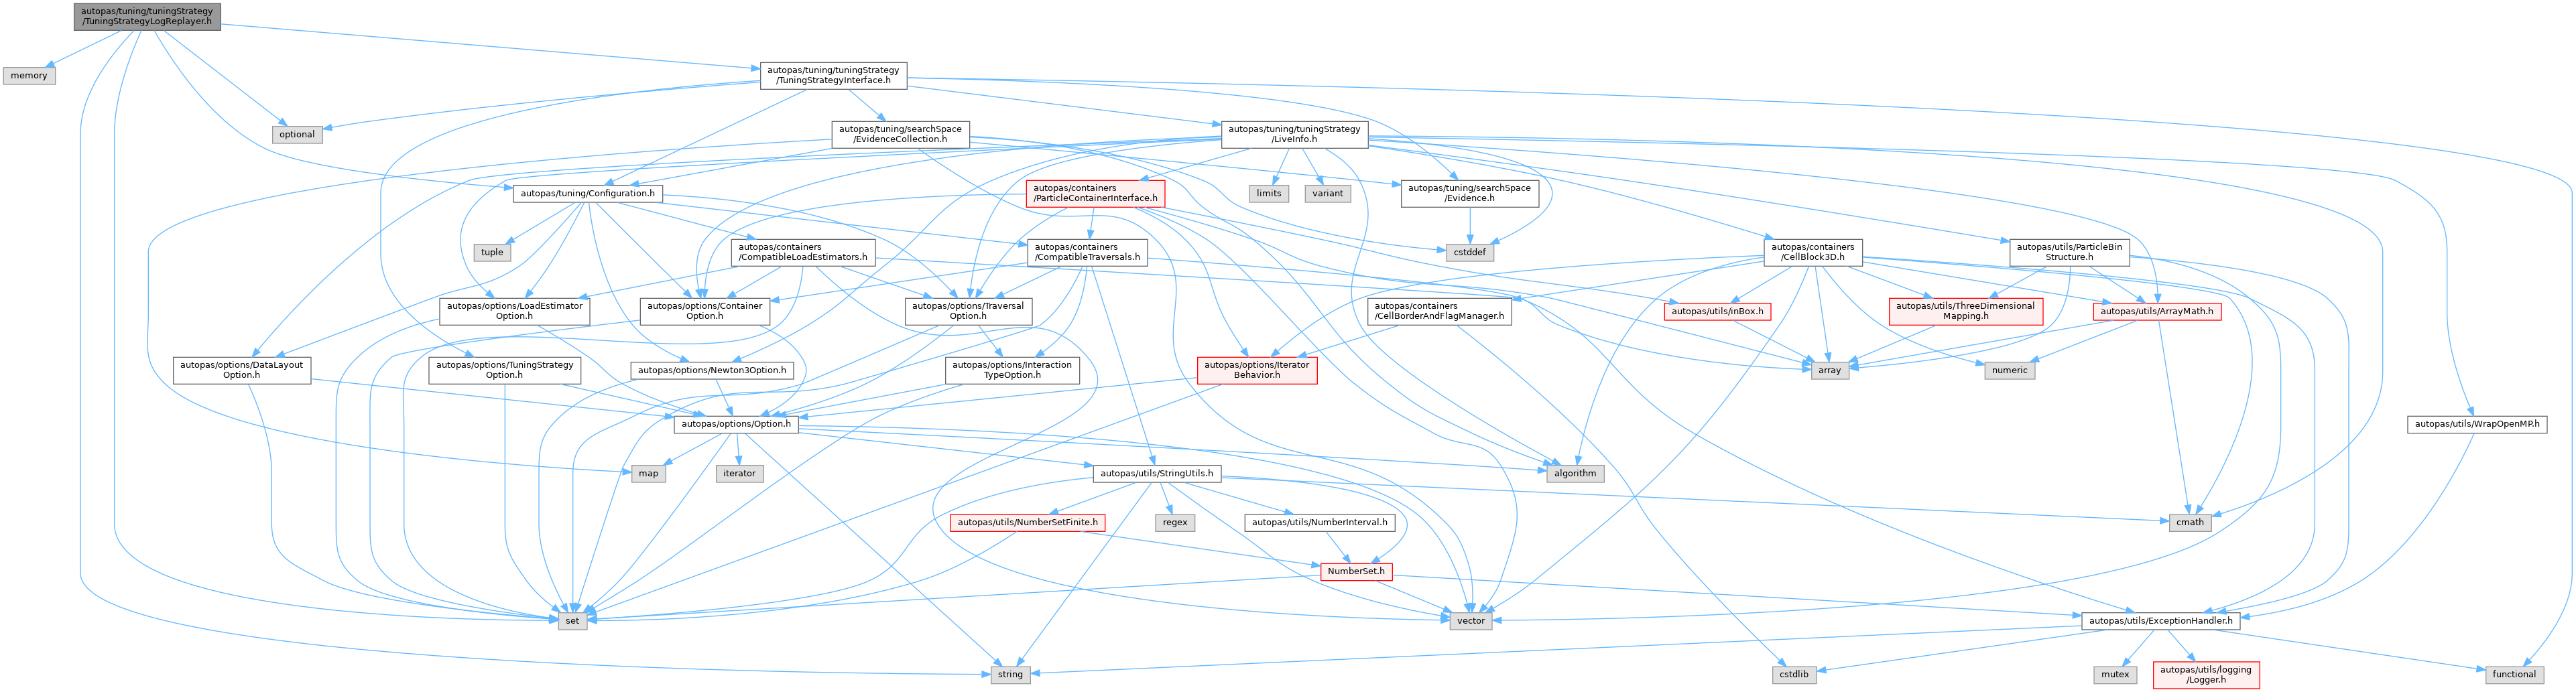 autopas/tuning/tuningStrategy
/TuningStrategyLogReplayer.h
memory
autopas/tuning/tuningStrategy
/TuningStrategyInterface.h
optional
autopas/tuning/searchSpace
/EvidenceCollection.h
autopas/tuning/tuningStrategy
/LiveInfo.h
autopas/tuning/Configuration.h
autopas/containers
/ParticleContainerInterface.h
limits
variant
autopas/tuning/searchSpace
/Evidence.h
tuple
autopas/containers
/CompatibleLoadEstimators.h
autopas/containers
/CompatibleTraversals.h
cstddef
autopas/containers
/CellBlock3D.h
autopas/utils/ParticleBin
Structure.h
autopas/options/LoadEstimator
Option.h
autopas/options/Container
Option.h
autopas/options/Traversal
Option.h
autopas/containers
/CellBorderAndFlagManager.h
autopas/utils/inBox.h
autopas/utils/ThreeDimensional
Mapping.h
autopas/utils/ArrayMath.h
autopas/options/DataLayout
Option.h
autopas/options/TuningStrategy
Option.h
autopas/options/Newton3Option.h
autopas/options/Interaction
TypeOption.h
autopas/options/Iterator
Behavior.h
array
numeric
autopas/options/Option.h
autopas/utils/WrapOpenMP.h
map
iterator
autopas/utils/StringUtils.h
algorithm
autopas/utils/NumberSetFinite.h
regex
autopas/utils/NumberInterval.h
cmath
NumberSet.h
set
vector
autopas/utils/ExceptionHandler.h
string
cstdlib
mutex
autopas/utils/logging
/Logger.h
functional